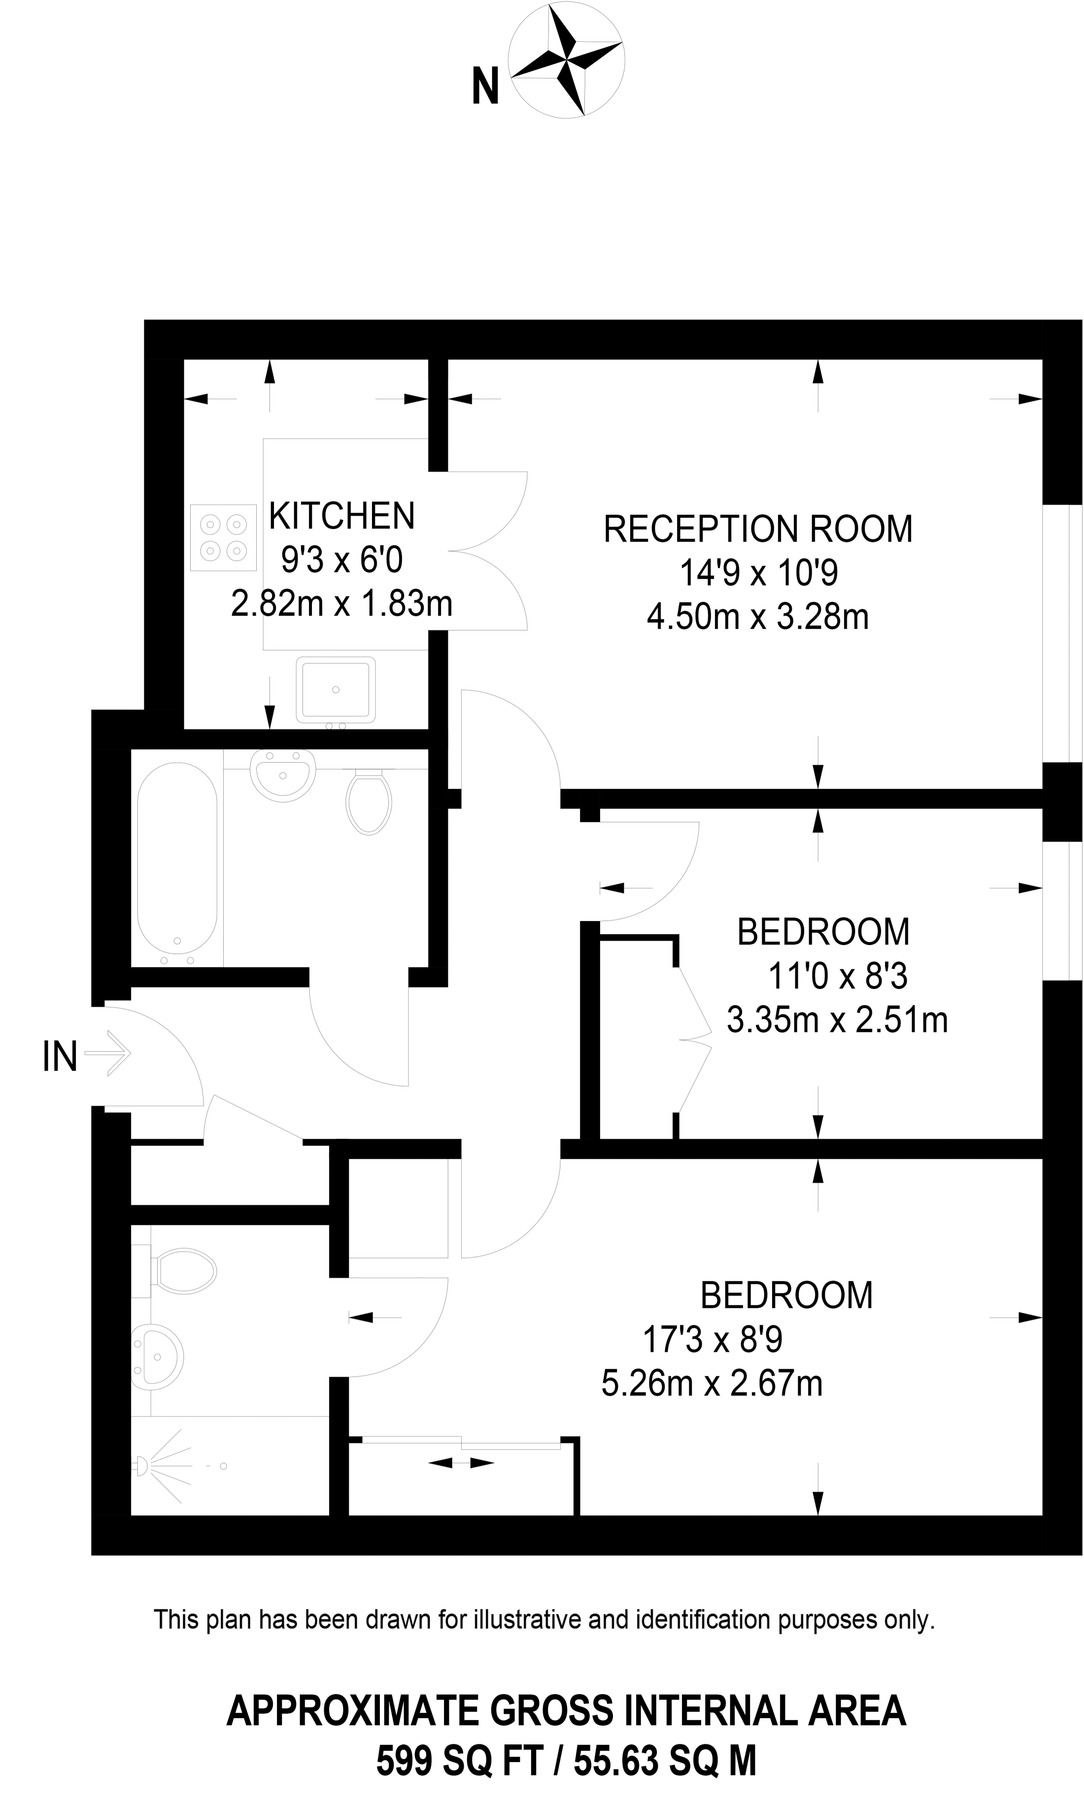 N
KITCHEN
9'3 x 6'0
2.82m x 1.83m
RECEPTION ROOM
14'9 x 10'9
4.50m x 3.28m
BEDROOM
11'0 x 8'3
3.35m x 2.51m
IN
BEDROOM
17'3 x 8'9
5.26m x 2.67m
This plan has been drawn for illustrative and identification purposes only.
APPROXIMATE GROSS INTERNAL AREA
599 SQ FT / 55.63 SQ M